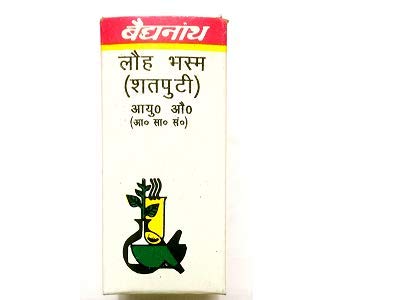 बैद्यनाथ
लौह भस्म
(शतपुटी)
आयु० औ०
(आ० सा० सं०)